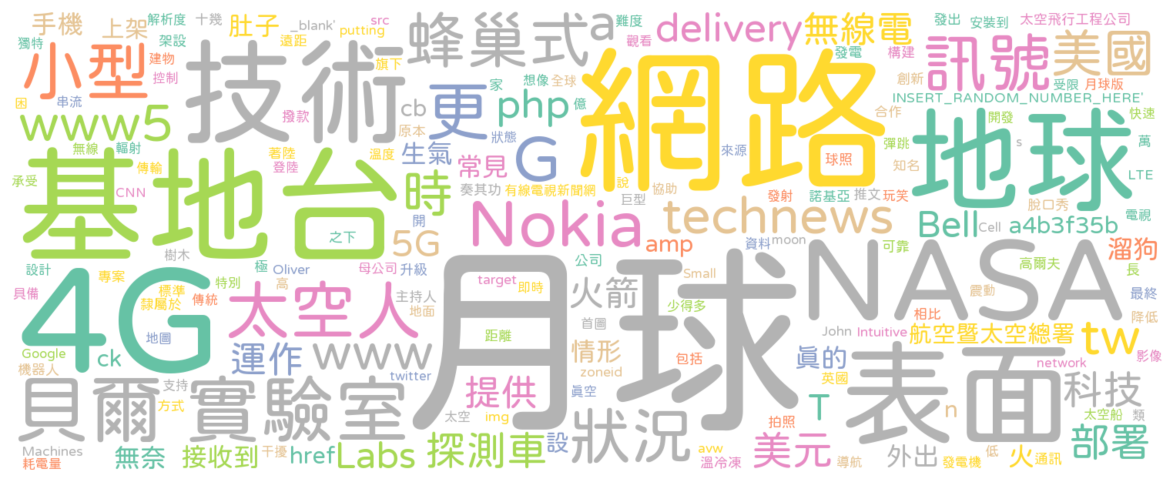 手機
上架
解析度
十幾
_blank'
src
putting
獨特
架設
肚子
遠距
旗下
小型
建物
控制
技術
蜂巢式
a
delivery
無線電
難度
觀看
發出
安裝到
太空飛行工程公司
發電
構建
訊號
美國
創新
受限
月球版
困
串流
撥款
cb
更
php
家
想像
全球
億
網路
INSERT_RANDOM_NUMBER_HERE'
合作
開發
快速
www5
無線
輻射
原本
狀態
生氣
G
來源
彈跳
地球
s
萬
傳輸
著陸
登陸
溫度
常見
球照
知名
LTE
承受
CNN
基地台
時
奏其功
有線電視新聞網
說
協助
發射
諾基亞
推文
玩笑
脫口秀
開
Nokia
巨型
technews
Bell
Cell
a4b3f35b
電視
之下
5G
amp
資料
moon
可靠
溜狗
樹木
設計
專案
極
Oliver
母公司
升級
公司
Small
高爾夫
長
4G
特別
高
target
即時
月球
NASA
具備
標準
隸屬於
傳統
太空人
主持人
地面
火箭
少得多
震動
最終
首圖
相比
降低
地圖
距離
John
Intuitive
航空暨太空總署
tw
Google
機器人
ck
運作
www
情形
包括
眞的
zoneid
network
影像
twitter
英國
表面
貝爾
實驗室
支持
方式
提供
太空
img
眞空
狀況
T
n
科技
拍照
太空船
類
Machines
耗電量
無奈
接收到
干擾
href
Labs
探測車
設
avw
溫冷凍
美元
導航
外出
發電機
低
火
通訊
部署